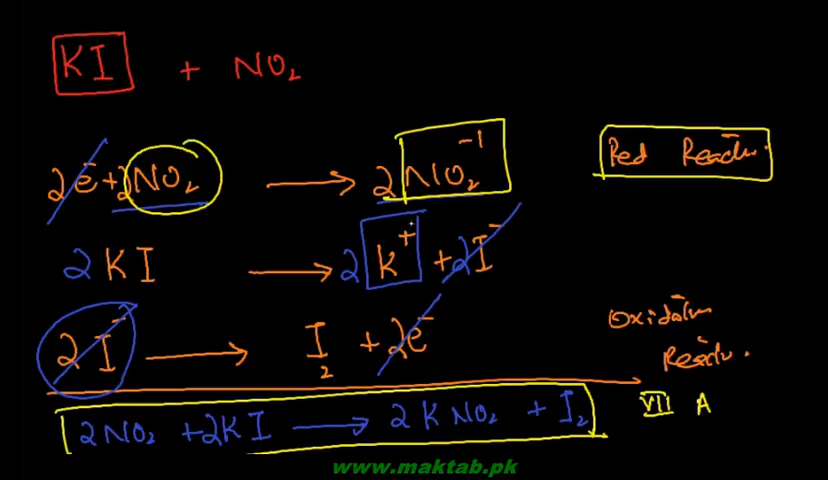 KI + NO₂
2e⁻ + 2NO₂ → 2NO₂⁻¹ Red Reactn.
2KI → 2K⁺ + 2I⁻
2I⁻ → I₂ + 2e⁻ Oxidatn
Reactn.
2NO₂ + 2KI → 2KNO₂ + I₂ VII A
www.maktab.pk